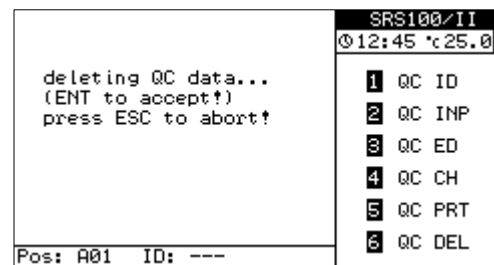 SRS100/II
12:45 °c25.0
deleting QC data...
(ENT to accept!)
press ESC to abort!
1 QC ID
2 QC INP
3 QC ED
4 QC CH
5 QC PRT
6 QC DEL
Pos: A01 ID: ---